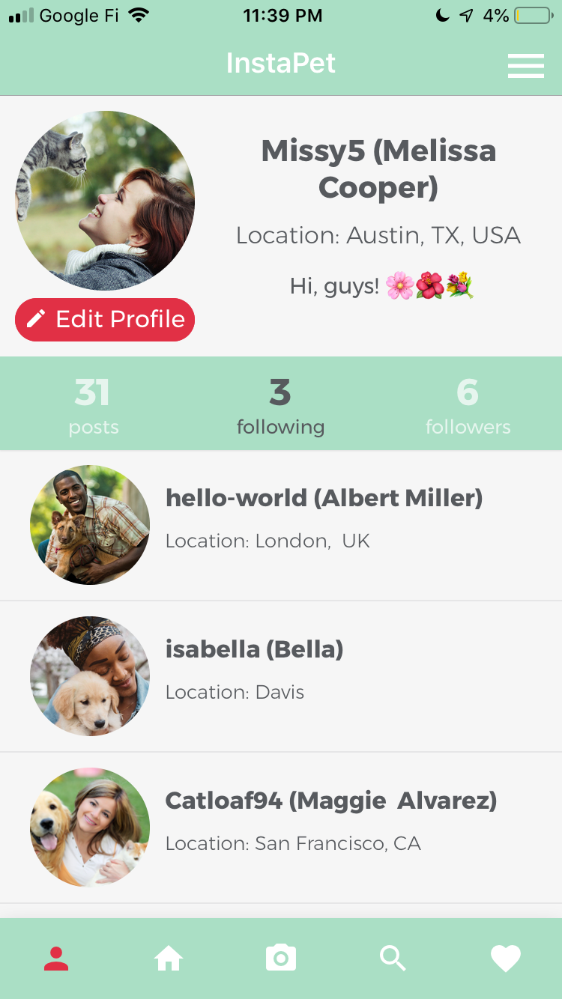 Google Fi 11:39 PM 4%
InstaPet
Missy5 (Melissa
Cooper)
Location: Austin, TX, USA
Hi, guys! 🌸🌺💐
Edit Profile
31 3 6
posts following followers
hello-world (Albert Miller)
Location: London,  UK
isabella (Bella)
Location: Davis
Catloaf94 (Maggie  Alvarez)
Location: San Francisco, CA